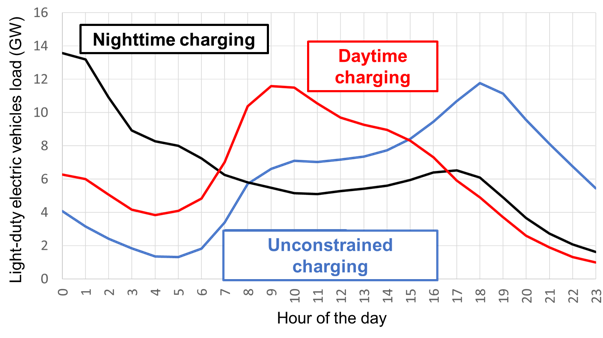 Light-duty electric vehicles load (GW)
16
14
12
10
8
6
4
2
0
Nighttime charging
Daytime
charging
Unconstrained
charging
0 1 2 3 4 5 6 7 8 9 10 11 12 13 14 15 16 17 18 19 20 21 22 23
Hour of the day